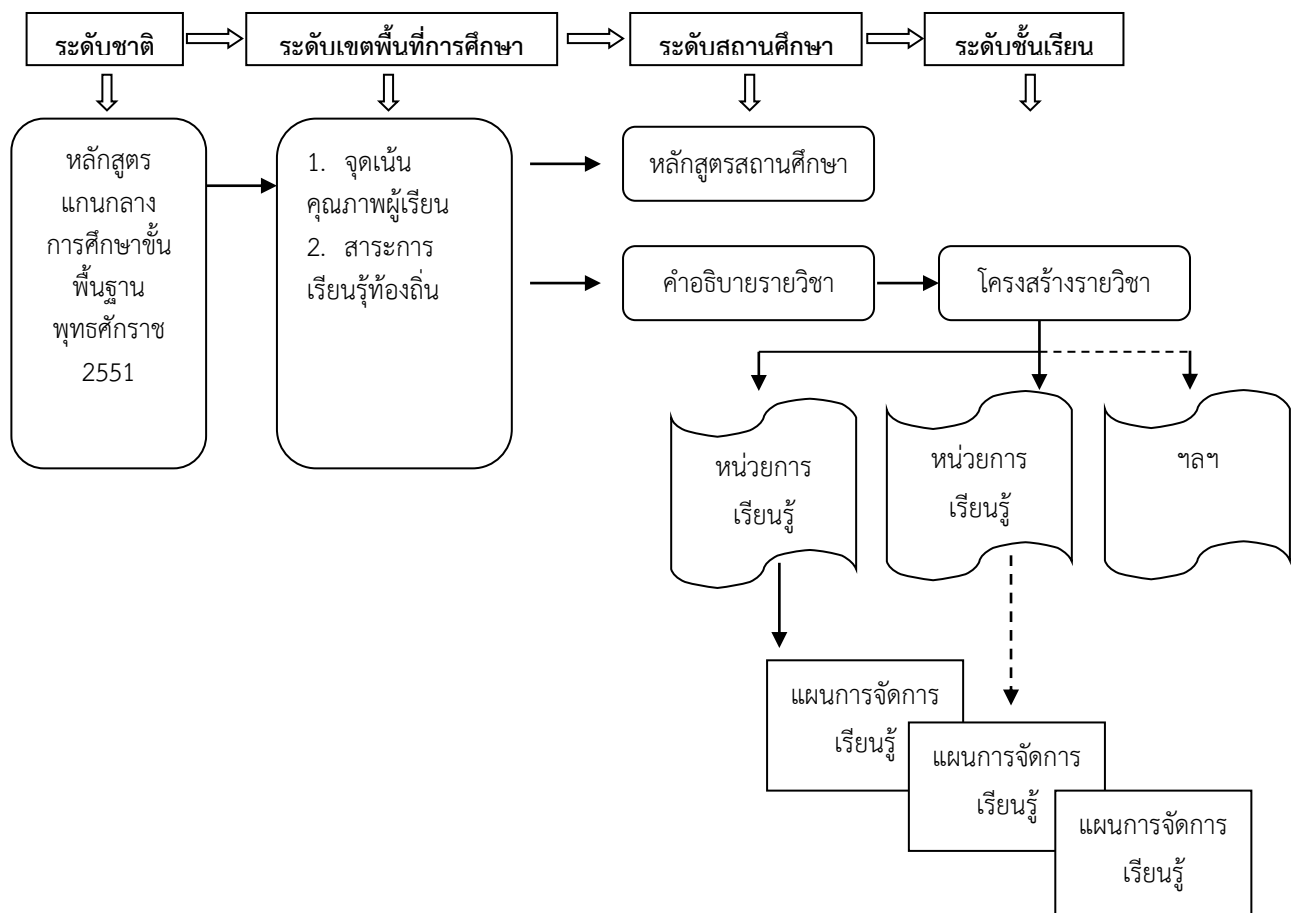 ระดับชาติ
ระดับเขตพื้นที่การศึกษา
ระดับสถานศึกษา
ระดับชั้นเรียน
หลักสูตร
แกนกลาง
การศึกษาขั้น
พื้นฐาน
พุทธศักราช
2551
1. จุดเน้น
คุณภาพผู้เรียน
2. สาระการ
เรียนรู้ท้องถิ่น
หลักสูตรสถานศึกษา
คำอธิบายรายวิชา
โครงสร้างรายวิชา
หน่วยการ
เรียนรู้
หน่วยการ
เรียนรู้
ฯลฯ
แผนการจัดการ
เรียนรู้
แผนการจัดการ
เรียนรู้
แผนการจัดการ
เรียนรู้